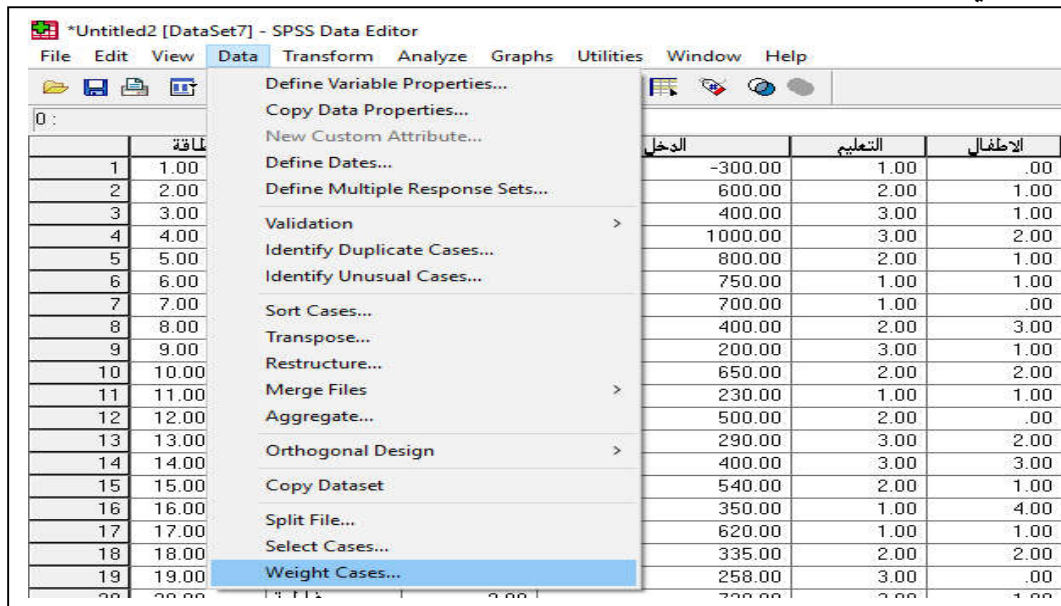 *Untitled2 [DataSet7] - SPSS Data Editor
File Edit View Data Transform Analyze Graphs Utilities Window Help
0 :
Define Variable Properties...
Copy Data Properties...
New Custom Attribute...
Define Dates...
Define Multiple Response Sets...
Validation >
Identify Duplicate Cases...
Identify Unusual Cases...
Sort Cases...
Transpose...
Restructure...
Merge Files >
Aggregate...
Orthogonal Design >
Copy Dataset
Split File...
Select Cases...
Weight Cases...
طاقة الدخل التعليم الاطفال
1 1.00 -300.00 1.00 .00
2 2.00 600.00 2.00 1.00
3 3.00 400.00 3.00 1.00
4 4.00 1000.00 3.00 2.00
5 5.00 800.00 2.00 1.00
6 6.00 750.00 1.00 1.00
7 7.00 700.00 1.00 .00
8 8.00 400.00 2.00 3.00
9 9.00 200.00 3.00 1.00
10 10.00 650.00 2.00 2.00
11 11.00 230.00 1.00 1.00
12 12.00 500.00 2.00 .00
13 13.00 290.00 3.00 2.00
14 14.00 400.00 3.00 3.00
15 15.00 540.00 2.00 1.00
16 16.00 350.00 1.00 4.00
17 17.00 620.00 1.00 1.00
18 18.00 335.00 2.00 2.00
19 19.00 258.00 3.00 .00